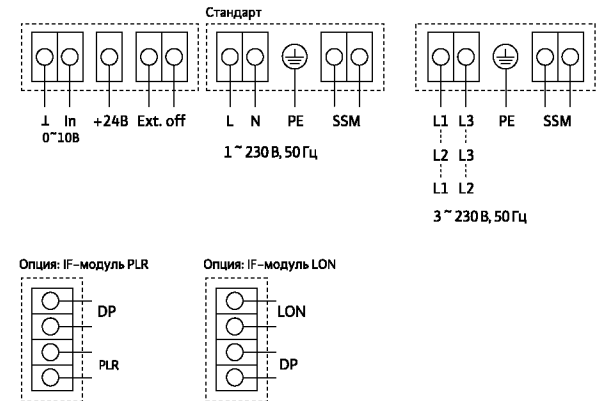 Стандарт
⊥ In +24В Ext. off L N PE SSM L1 L3 PE SSM
0~10В
1 ~ 230 В, 50 Гц
L2 L3
L1 L2
3 ~ 230 В, 50 Гц
Опция: IF-модуль PLR
DP
PLR
Опция: IF-модуль LON
LON
DP